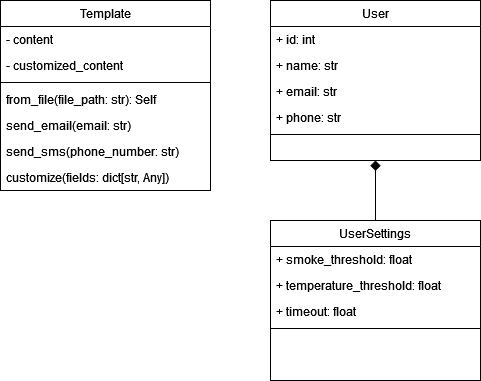 Template
- content
- customized_content
from_file(file_path: str): Self
send_email(email: str)
send_sms(phone_number: str)
customize(fields: dict[str, Any])
User
+ id: int
+ name: str
+ email: str
+ phone: str
UserSettings
+ smoke_threshold: float
+ temperature_threshold: float
+ timeout: float